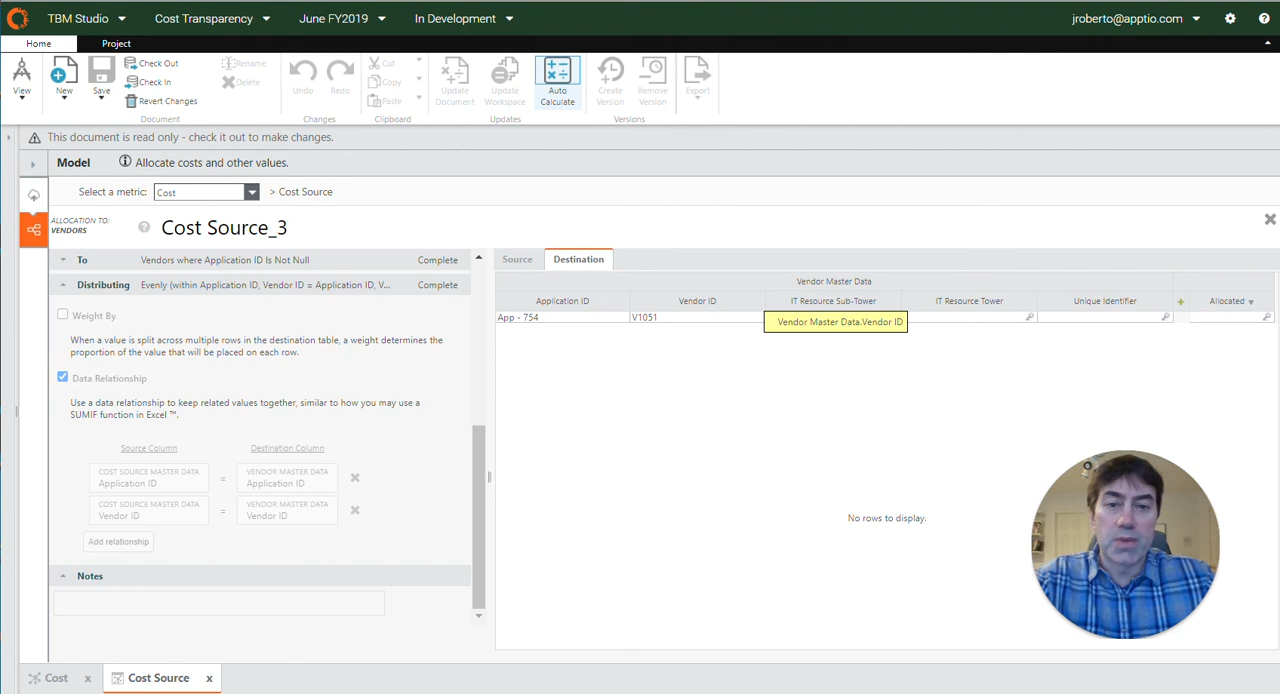 TBM Studio Cost Transparency June FY2019 In Development jroberto@apptio.com
Home Project
View New Save Check Out Check In Revert Changes Rename Delete Undo Redo Cut Copy Paste Update Document Update Workspace Auto Calculate Create Version Remove Version Export
Document Changes Clipboard Updates Versions
This document is read only - check it out to make changes.
Model Allocate costs and other values.
Select a metric: Cost > Cost Source
ALLOCATION TO:
VENDORS
Cost Source_3
To Vendors where Application ID Is Not Null Complete
Distributing Evenly (within Application ID, Vendor ID = Application ID, V... Complete
Weight By
When a value is split across multiple rows in the destination table, a weight determines the
proportion of the value that will be placed on each row.
Data Relationship
Use a data relationship to keep related values together, similar to how you may use a
SUMIF function in Excel ™.
Source Column Destination Column
COST SOURCE MASTER DATA VENDOR MASTER DATA
Application ID = Application ID
COST SOURCE MASTER DATA VENDOR MASTER DATA
Vendor ID = Vendor ID
Add relationship
Notes
Source Destination
Vendor Master Data
Application ID Vendor ID IT Resource Sub-Tower IT Resource Tower Unique Identifier + Allocated
App - 754 V1051
Vendor Master Data.Vendor ID
No rows to display.
Cost x Cost Source x